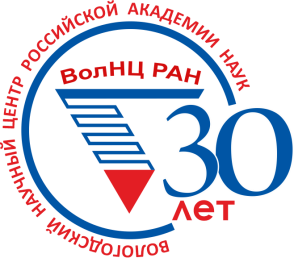 ВОЛОГОДСКИЙ НАУЧНЫЙ ЦЕНТР РОССИЙСКОЙ АКАДЕМИИ НАУК
ВолНЦ РАН
30
лет